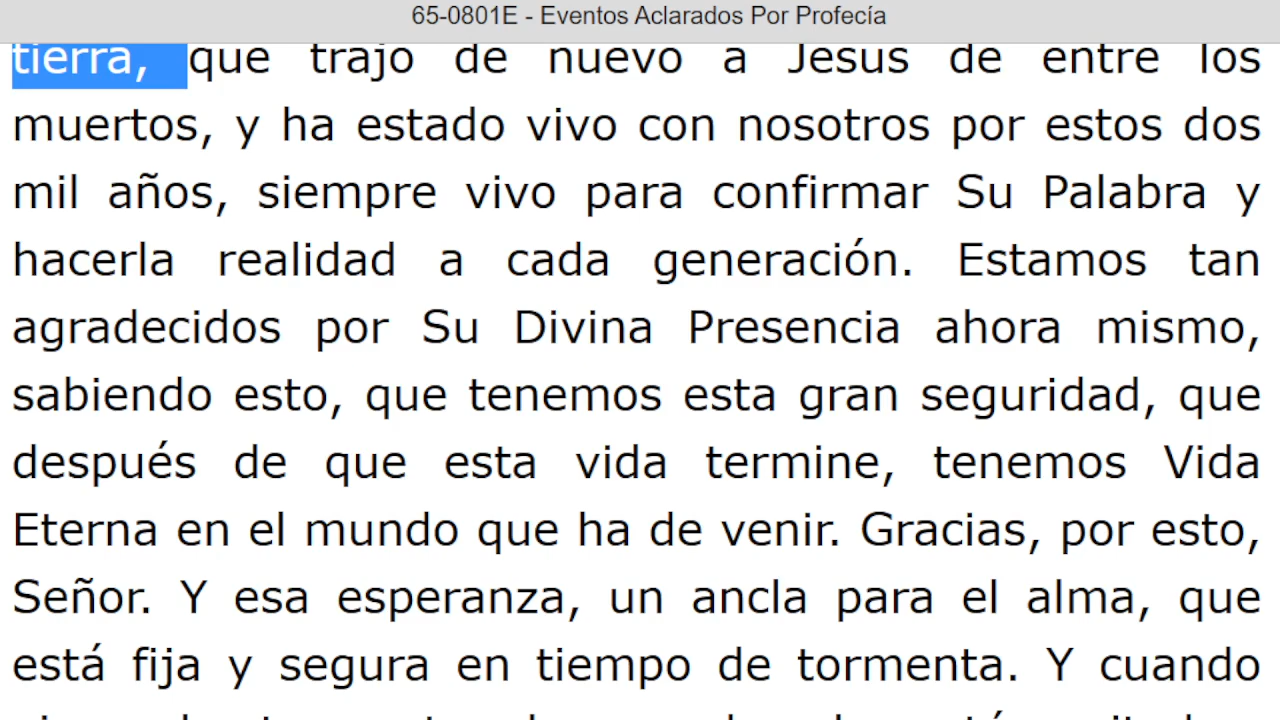 65-0801E - Eventos Aclarados Por Profecía
tierra, que trajo de nuevo a Jesús de entre los
muertos, y ha estado vivo con nosotros por estos dos
mil años, siempre vivo para confirmar Su Palabra y
hacerla realidad a cada generación. Estamos tan
agradecidos por Su Divina Presencia ahora mismo,
sabiendo esto, que tenemos esta gran seguridad, que
después de que esta vida termine, tenemos Vida
Eterna en el mundo que ha de venir. Gracias, por esto,
Señor. Y esa esperanza, un ancla para el alma, que
está fija y segura en tiempo de tormenta. Y cuando